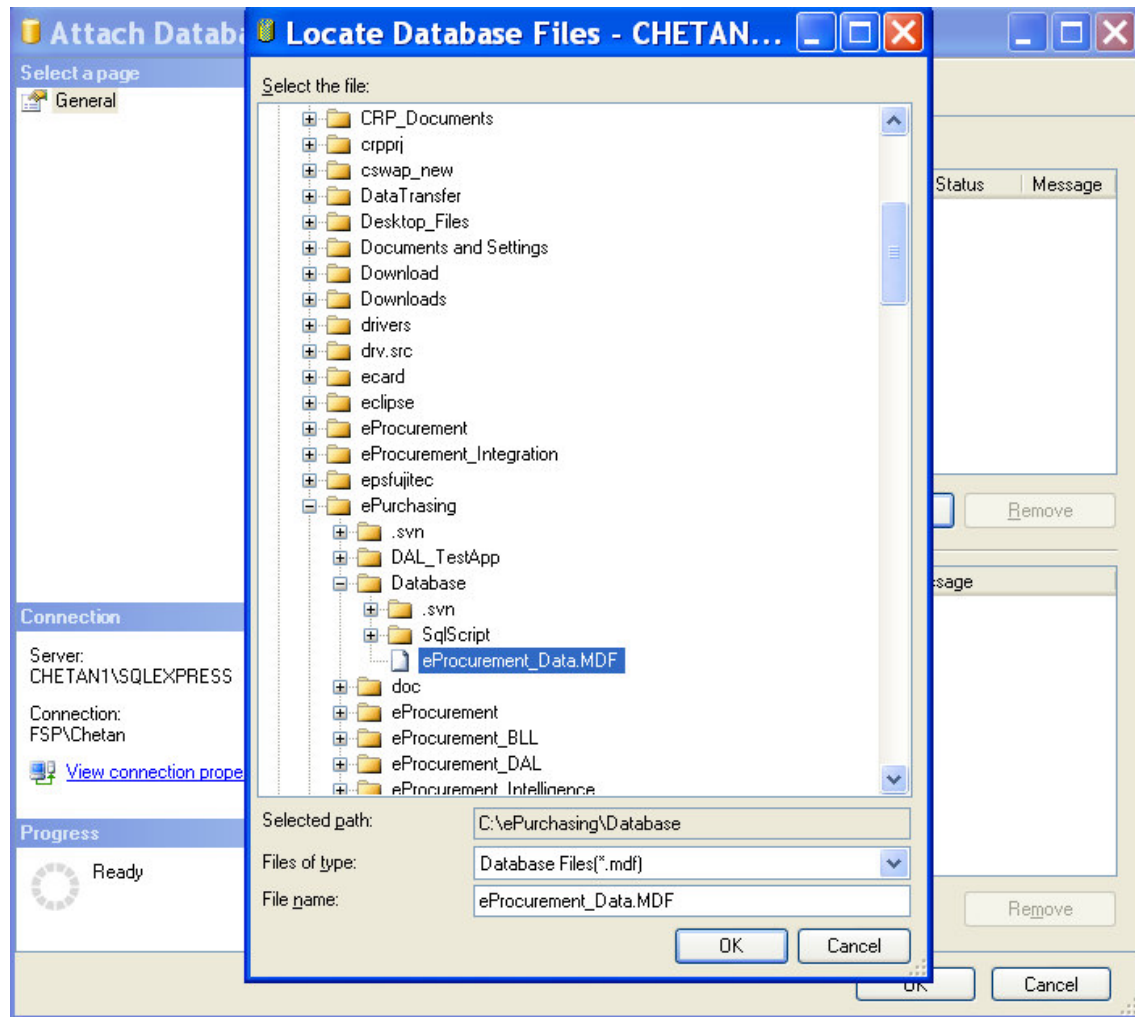 Attach Databa
Locate Database Files - CHETAN...
Select a page
General
Select the file:
CRP_Documents
crpprj
cswap_new
DataTransfer
Desktop_Files
Documents and Settings
Download
Downloads
drivers
drv.src
ecard
eclipse
eProcurement
eProcurement_Integration
epsfujitec
ePurchasing
.svn
DAL_TestApp
Database
.svn
SqlScript
eProcurement_Data.MDF
doc
eProcurement
eProcurement_BLL
eProcurement_DAL
eProcurement_Intelligence
Status Message
Remove
ssage
Connection
Server:
CHETAN1\SQLEXPRESS
Connection:
FSP\Chetan
View connection prope
Progress
Ready
Selected path: C:\ePurchasing\Database
Files of type: Database Files(*.mdf)
File name: eProcurement_Data.MDF
OK Cancel
Remove
OK Cancel